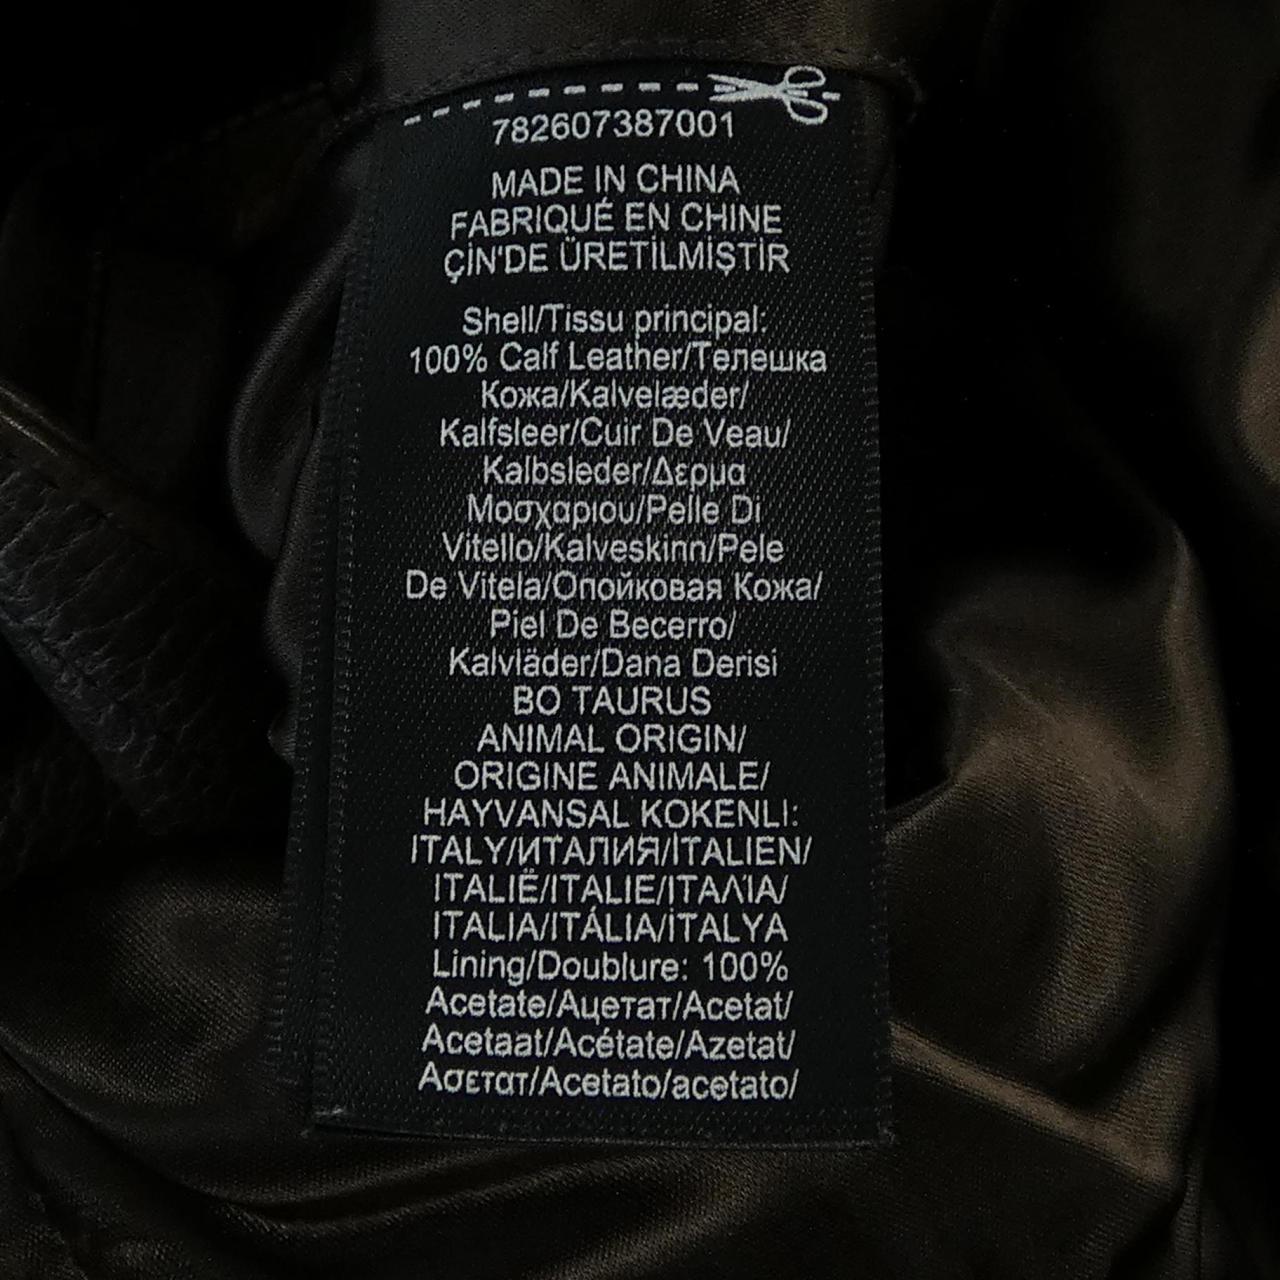 782607387001
MADE IN CHINA
FABRIQUÉ EN CHINE
ÇİN'DE ÜRETİLMİŞTİR
Shell/Tissu principal:
100% Calf Leather/Телешка
Кожа/Kalvelæder/
Kalfsleer/Cuir De Veau/
Kalbsleder/Δερμα
Μοσχαριου/Pelle Di
Vitello/Kalveskinn/Pele
De Vitela/Опойковая Кожа/
Piel De Becerro/
Kalvläder/Dana Derisi
BO TAURUS
ANIMAL ORIGIN/
ORIGINE ANIMALE/
HAYVANSAL KOKENLI:
ITALY/ИТАЛИЯ/ITALIEN/
ITALIË/ITALIE/ΙΤΑΛΊΑ/
ITALIA/ITÁLIA/İTALYA
Lining/Doublure: 100%
Acetate/Ацетат/Acetat/
Acetaat/Acétate/Azetat/
Ασετατ/Acetato/acetato/